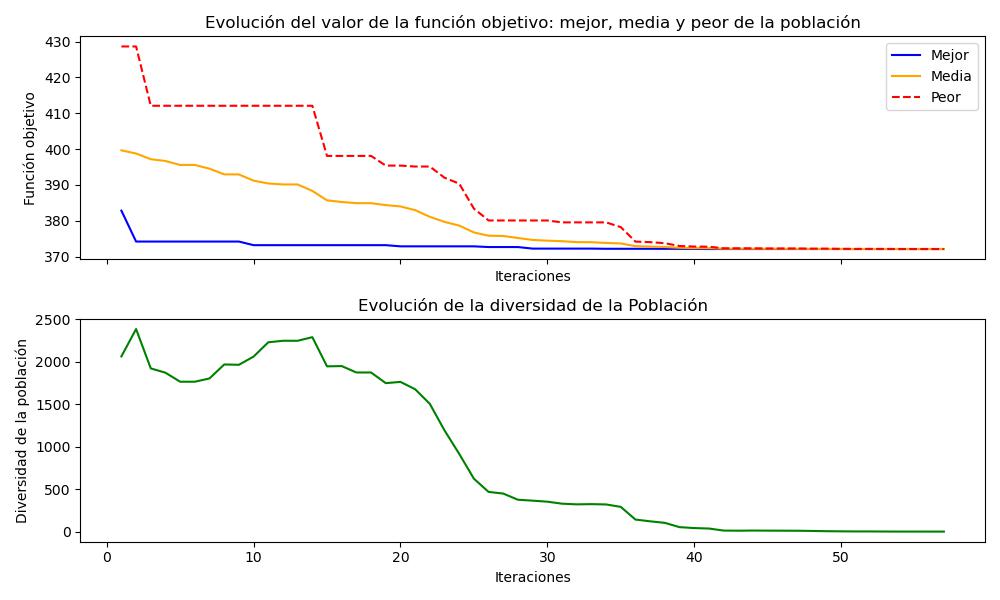 Evolución del valor de la función objetivo: mejor, media y peor de la población
430
420
410
400
390
380
370
Función objetivo
Mejor
Media
Peor
Iteraciones
Evolución de la diversidad de la Población
2500
2000
1500
1000
500
0
Diversidad de la población
0 10 20 30 40 50
Iteraciones